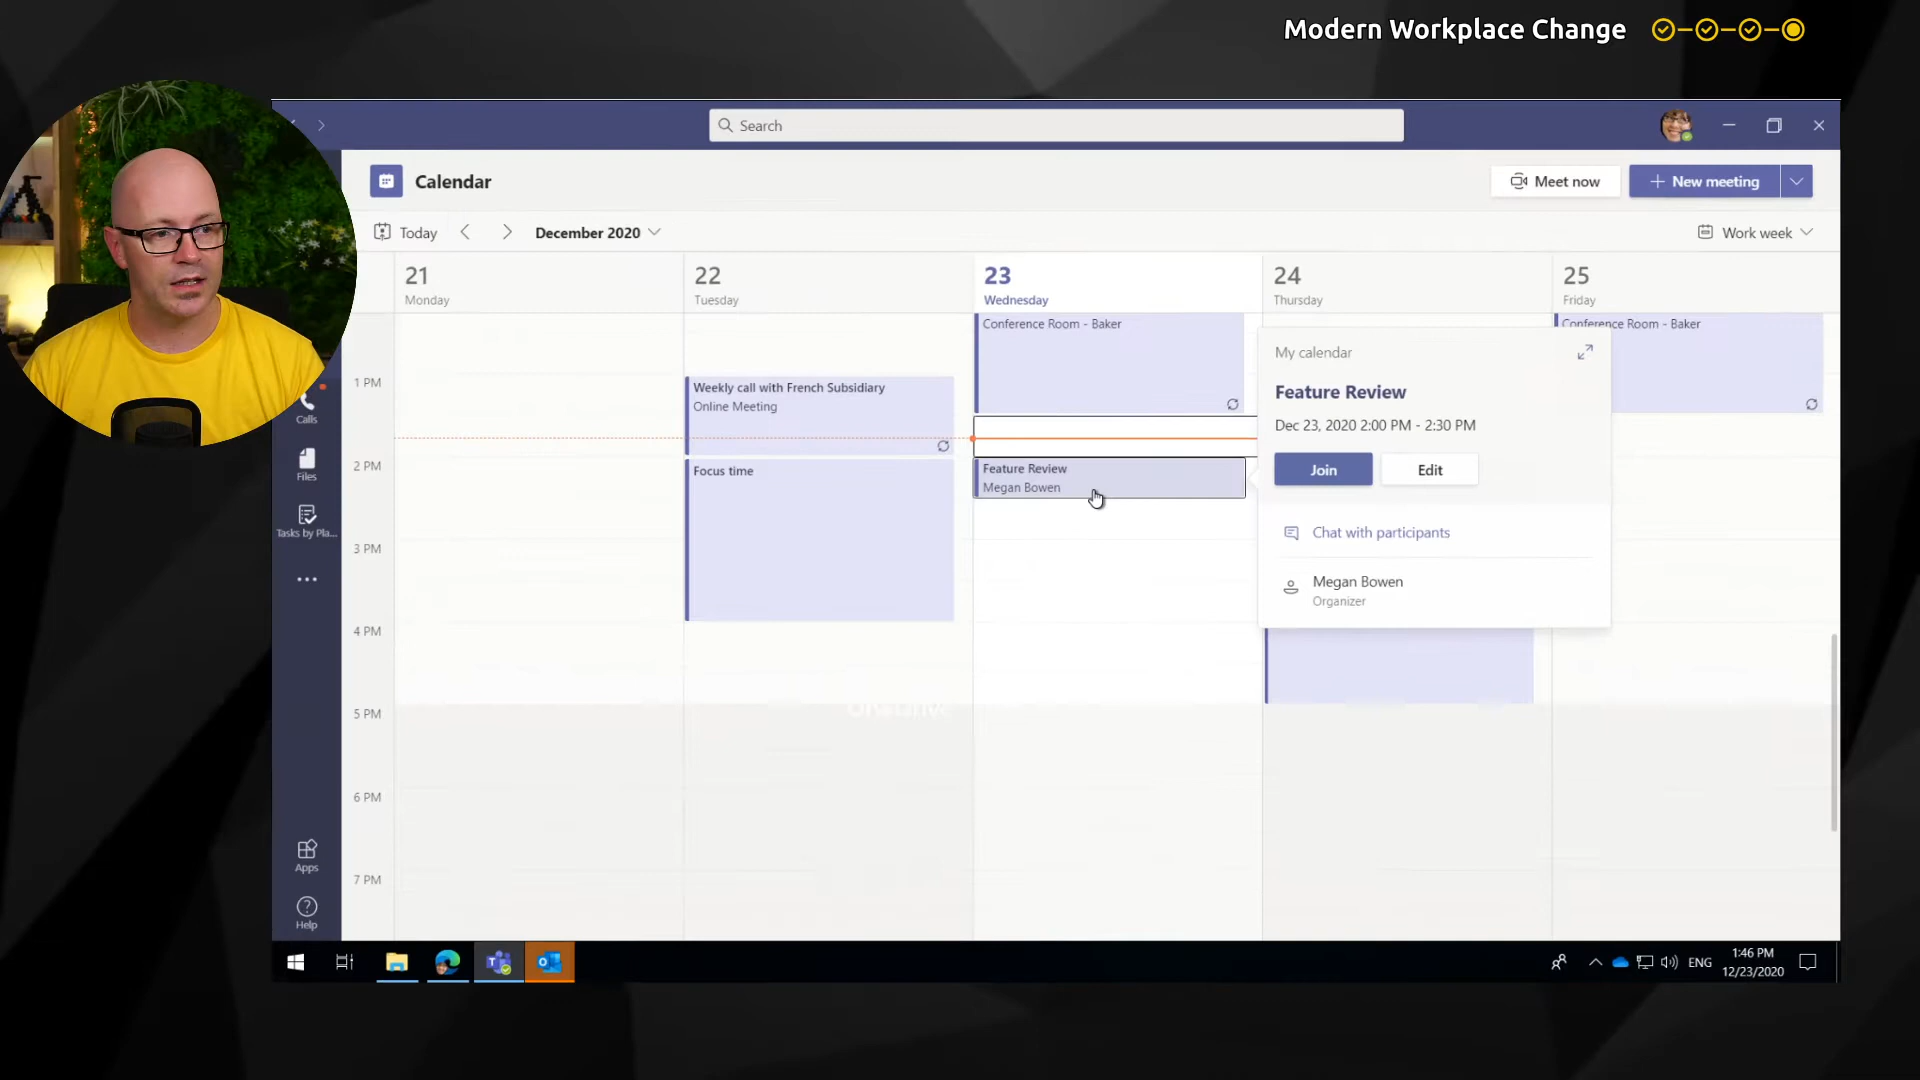 Modern Workplace Change
Search
Calendar
Meet now
New meeting
Today
December 2020
Work week
21
Monday
22
Tuesday
23
Wednesday
24
Thursday
25
Friday
Conference Room - Baker
Conference Room - Baker
My calendar
Feature Review
Dec 23, 2020 2:00 PM - 2:30 PM
Join
Edit
Chat with participants
Megan Bowen
Organizer
1 PM
Weekly call with French Subsidiary
Online Meeting
2 PM
Focus time
Feature Review
Megan Bowen
3 PM
4 PM
5 PM
6 PM
7 PM
Calls
Files
Tasks by Pla...
Apps
Help
ENG
1:46 PM
12/23/2020